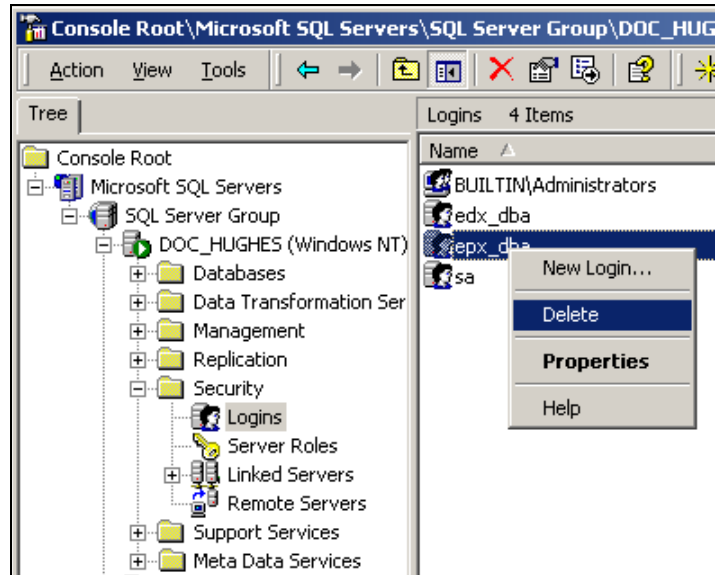 Console Root\Microsoft SQL Servers\SQL Server Group\DOC_HUG
Action View Tools
Tree
Logins 4 Items
Console Root
Microsoft SQL Servers
SQL Server Group
DOC_HUGHES (Windows NT)
Databases
Data Transformation Ser
Management
Replication
Security
Logins
Server Roles
Linked Servers
Remote Servers
Support Services
Meta Data Services
Name
BUILTIN\Administrators
edx_dba
epx_dba
sa
New Login...
Delete
Properties
Help